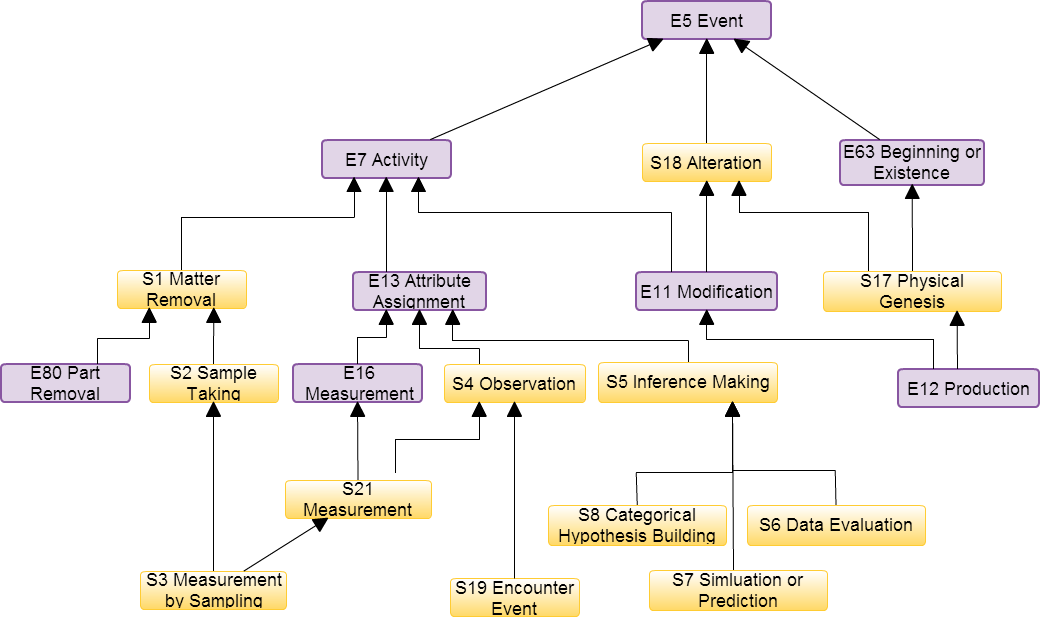 E5 Event
E7 Activity
S18 Alteration
E63 Beginning or
Existence
S1 Matter
Removal
E13 Attribute
Assignment
E11 Modification
S17 Physical
Genesis
E80 Part
Removal
S2 Sample
Taking
E16
Measurement
S4 Observation
S5 Inference Making
E12 Production
S21
Measurement
S8 Categorical
Hypothesis Building
S6 Data Evaluation
S3 Measurement
by Sampling
S19 Encounter
Event
S7 Simluation or
Prediction